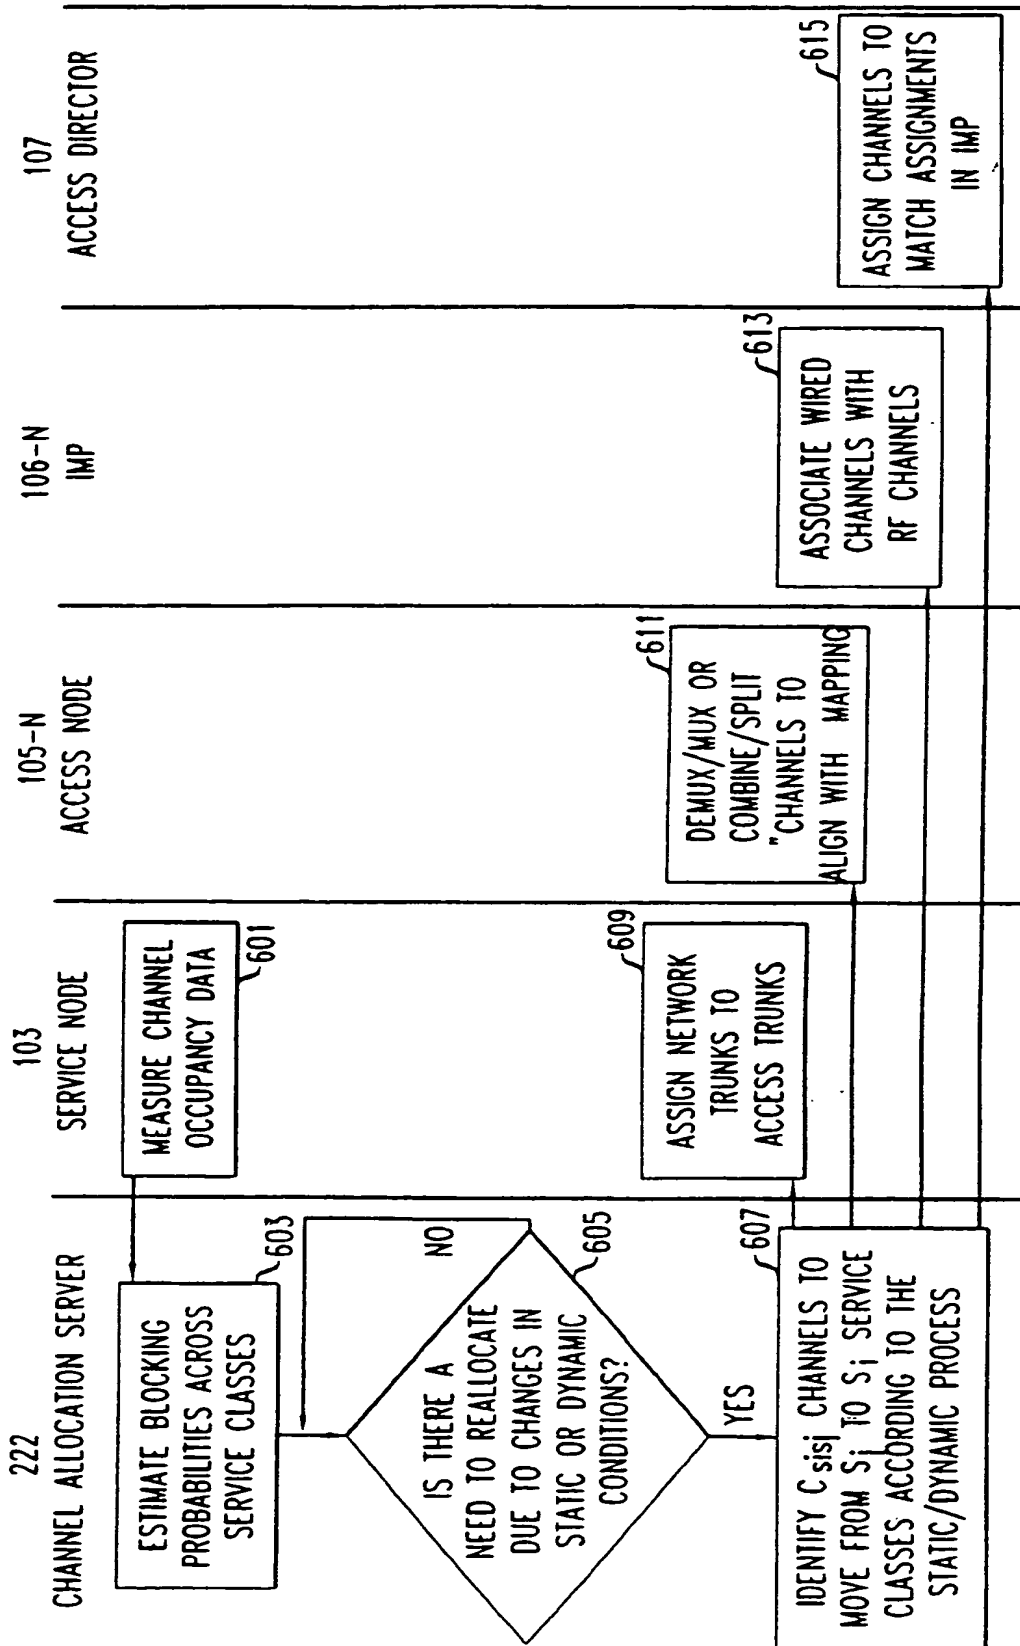 222
CHANNEL ALLOCATION SERVER
103
SERVICE NODE
105-N
ACCESS NODE
106-N
IMP
107
ACCESS DIRECTOR
MEASURE CHANNEL
OCCUPANCY DATA
601
ESTIMATE BLOCKING
PROBABILITIES ACROSS
SERVICE CLASSES
603
IS THERE A
NEED TO REALLOCATE
DUE TO CHANGES IN
STATIC OR DYNAMIC
CONDITIONS?
605
NO
YES
IDENTIFY C sisj CHANNELS TO
MOVE FROM S j TO S i SERVICE
CLASSES ACCORDING TO THE
STATIC/DYNAMIC PROCESS
607
ASSIGN NETWORK
TRUNKS TO
ACCESS TRUNKS
609
DEMUX/MUX OR
COMBINE/SPLIT
"CHANNELS TO
ALIGN WITH MAPPING
611
ASSOCIATE WIRED
CHANNELS WITH
RF CHANNELS
613
ASSIGN CHANNELS TO
MATCH ASSIGNMENTS
IN IMP
615